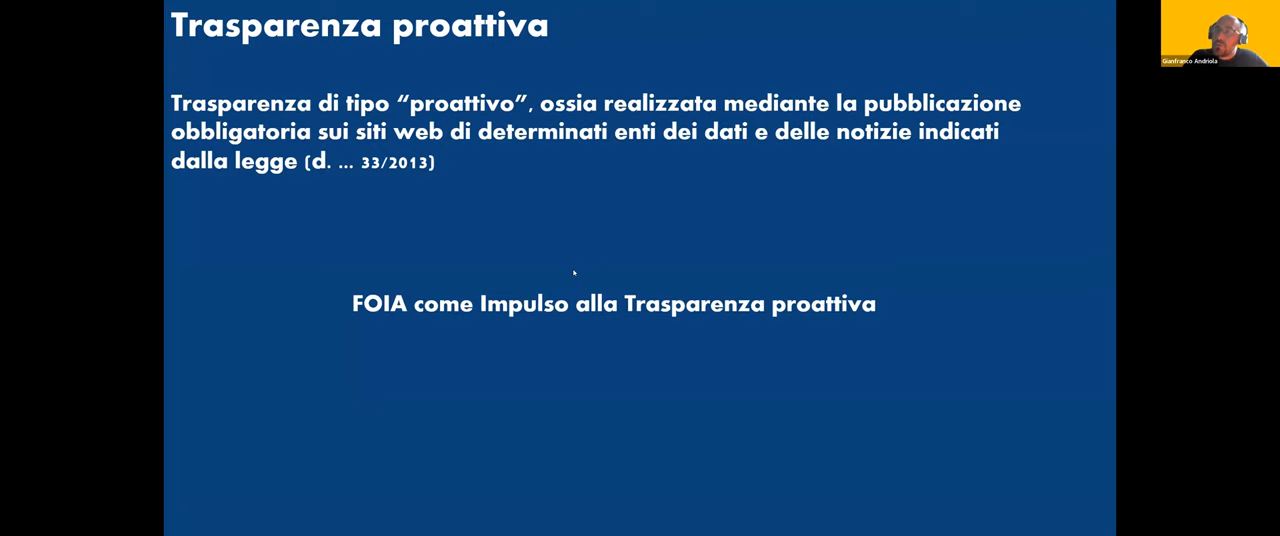 Trasparenza proattiva
Gianfranco Andriola
Trasparenza di tipo “proattivo”, ossia realizzata mediante la pubblicazione
obbligatoria sui siti web di determinati enti dei dati e delle notizie indicati
dalla legge (d. ... 33/2013)
FOIA come Impulso alla Trasparenza proattiva